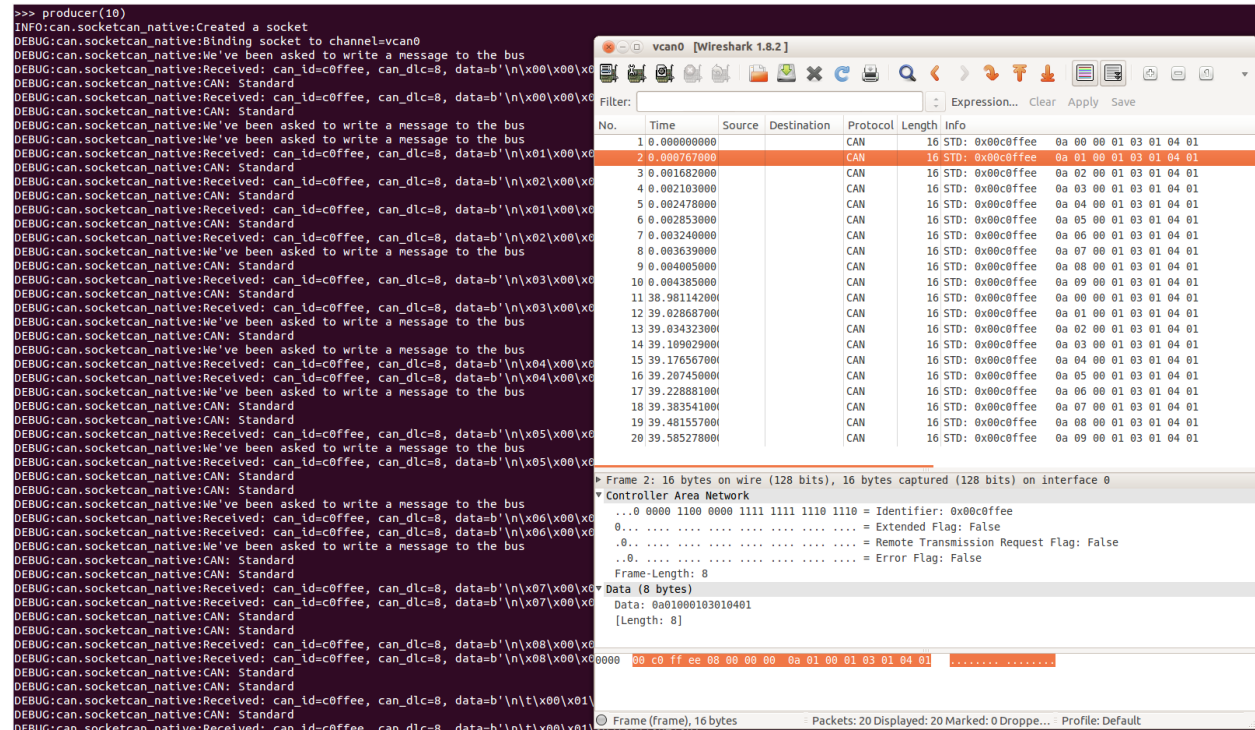 >>> producer(10)
INFO:can.socketcan_native:Created a socket
DEBUG:can.socketcan_native:Binding socket to channel=vcan0
DEBUG:can.socketcan_native:We've been asked to write a message to the bus
DEBUG:can.socketcan_native:Received: can_id=c0ffee, can_dlc=8, data=b'\n\x00\x00\x0
DEBUG:can.socketcan_native:CAN: Standard
DEBUG:can.socketcan_native:Received: can_id=c0ffee, can_dlc=8, data=b'\n\x00\x00\x0
DEBUG:can.socketcan_native:CAN: Standard
DEBUG:can.socketcan_native:We've been asked to write a message to the bus
DEBUG:can.socketcan_native:We've been asked to write a message to the bus
DEBUG:can.socketcan_native:Received: can_id=c0ffee, can_dlc=8, data=b'\n\x01\x00\x0
DEBUG:can.socketcan_native:CAN: Standard
DEBUG:can.socketcan_native:Received: can_id=c0ffee, can_dlc=8, data=b'\n\x02\x00\x0
DEBUG:can.socketcan_native:CAN: Standard
DEBUG:can.socketcan_native:Received: can_id=c0ffee, can_dlc=8, data=b'\n\x01\x00\x0
DEBUG:can.socketcan_native:CAN: Standard
DEBUG:can.socketcan_native:Received: can_id=c0ffee, can_dlc=8, data=b'\n\x02\x00\x0
DEBUG:can.socketcan_native:We've been asked to write a message to the bus
DEBUG:can.socketcan_native:CAN: Standard
DEBUG:can.socketcan_native:Received: can_id=c0ffee, can_dlc=8, data=b'\n\x03\x00\x0
DEBUG:can.socketcan_native:CAN: Standard
DEBUG:can.socketcan_native:Received: can_id=c0ffee, can_dlc=8, data=b'\n\x03\x00\x0
DEBUG:can.socketcan_native:We've been asked to write a message to the bus
DEBUG:can.socketcan_native:CAN: Standard
DEBUG:can.socketcan_native:We've been asked to write a message to the bus
DEBUG:can.socketcan_native:Received: can_id=c0ffee, can_dlc=8, data=b'\n\x04\x00\x0
DEBUG:can.socketcan_native:Received: can_id=c0ffee, can_dlc=8, data=b'\n\x04\x00\x0
DEBUG:can.socketcan_native:We've been asked to write a message to the bus
DEBUG:can.socketcan_native:CAN: Standard
DEBUG:can.socketcan_native:CAN: Standard
DEBUG:can.socketcan_native:Received: can_id=c0ffee, can_dlc=8, data=b'\n\x05\x00\x0
DEBUG:can.socketcan_native:We've been asked to write a message to the bus
DEBUG:can.socketcan_native:Received: can_id=c0ffee, can_dlc=8, data=b'\n\x05\x00\x0
DEBUG:can.socketcan_native:CAN: Standard
DEBUG:can.socketcan_native:CAN: Standard
DEBUG:can.socketcan_native:We've been asked to write a message to the bus
DEBUG:can.socketcan_native:Received: can_id=c0ffee, can_dlc=8, data=b'\n\x06\x00\x0
DEBUG:can.socketcan_native:Received: can_id=c0ffee, can_dlc=8, data=b'\n\x06\x00\x0
DEBUG:can.socketcan_native:We've been asked to write a message to the bus
DEBUG:can.socketcan_native:CAN: Standard
DEBUG:can.socketcan_native:CAN: Standard
DEBUG:can.socketcan_native:Received: can_id=c0ffee, can_dlc=8, data=b'\n\x07\x00\x0
DEBUG:can.socketcan_native:Received: can_id=c0ffee, can_dlc=8, data=b'\n\x07\x00\x0
DEBUG:can.socketcan_native:CAN: Standard
DEBUG:can.socketcan_native:CAN: Standard
DEBUG:can.socketcan_native:Received: can_id=c0ffee, can_dlc=8, data=b'\n\x08\x00\x0
DEBUG:can.socketcan_native:Received: can_id=c0ffee, can_dlc=8, data=b'\n\x08\x00\x0
DEBUG:can.socketcan_native:CAN: Standard
DEBUG:can.socketcan_native:CAN: Standard
DEBUG:can.socketcan_native:Received: can_id=c0ffee, can_dlc=8, data=b'\n\t\x00\x01\
DEBUG:can.socketcan_native:CAN: Standard
DEBUG:can.socketcan_native:Received: can_id=c0ffee, can_dlc=8, data=b'\n\t\x00\x01\
vcan0 [Wireshark 1.8.2 ]
Filter: Expression... Clear Apply Save
No. Time Source Destination Protocol Length Info
1 0.000000000 CAN 16 STD: 0x00c0ffee 0a 00 00 01 03 01 04 01
2 0.000767000 CAN 16 STD: 0x00c0ffee 0a 01 00 01 03 01 04 01
3 0.001682000 CAN 16 STD: 0x00c0ffee 0a 02 00 01 03 01 04 01
4 0.002103000 CAN 16 STD: 0x00c0ffee 0a 03 00 01 03 01 04 01
5 0.002478000 CAN 16 STD: 0x00c0ffee 0a 04 00 01 03 01 04 01
6 0.002853000 CAN 16 STD: 0x00c0ffee 0a 05 00 01 03 01 04 01
7 0.003240000 CAN 16 STD: 0x00c0ffee 0a 06 00 01 03 01 04 01
8 0.003639000 CAN 16 STD: 0x00c0ffee 0a 07 00 01 03 01 04 01
9 0.004005000 CAN 16 STD: 0x00c0ffee 0a 08 00 01 03 01 04 01
10 0.004385000 CAN 16 STD: 0x00c0ffee 0a 09 00 01 03 01 04 01
11 38.98114200 CAN 16 STD: 0x00c0ffee 0a 00 00 01 03 01 04 01
12 39.02868700 CAN 16 STD: 0x00c0ffee 0a 01 00 01 03 01 04 01
13 39.03432300 CAN 16 STD: 0x00c0ffee 0a 02 00 01 03 01 04 01
14 39.10902900 CAN 16 STD: 0x00c0ffee 0a 03 00 01 03 01 04 01
15 39.17656700 CAN 16 STD: 0x00c0ffee 0a 04 00 01 03 01 04 01
16 39.20745000 CAN 16 STD: 0x00c0ffee 0a 05 00 01 03 01 04 01
17 39.22888100 CAN 16 STD: 0x00c0ffee 0a 06 00 01 03 01 04 01
18 39.38354100 CAN 16 STD: 0x00c0ffee 0a 07 00 01 03 01 04 01
19 39.48155700 CAN 16 STD: 0x00c0ffee 0a 08 00 01 03 01 04 01
20 39.58527800 CAN 16 STD: 0x00c0ffee 0a 09 00 01 03 01 04 01
Frame 2: 16 bytes on wire (128 bits), 16 bytes captured (128 bits) on interface 0
Controller Area Network
...0 0000 1100 0000 1111 1111 1110 1110 = Identifier: 0x00c0ffee
0... .... .... .... .... .... .... .... = Extended Flag: False
.0.. .... .... .... .... .... .... .... = Remote Transmission Request Flag: False
..0. .... .... .... .... .... .... .... = Error Flag: False
Frame-Length: 8
Data (8 bytes)
Data: 0a01000103010401
[Length: 8]
0000 00 c0 ff ee 08 00 00 00 0a 01 00 01 03 01 04 01 ........ ........
Frame (frame), 16 bytes Packets: 20 Displayed: 20 Marked: 0 Droppe... Profile: Default